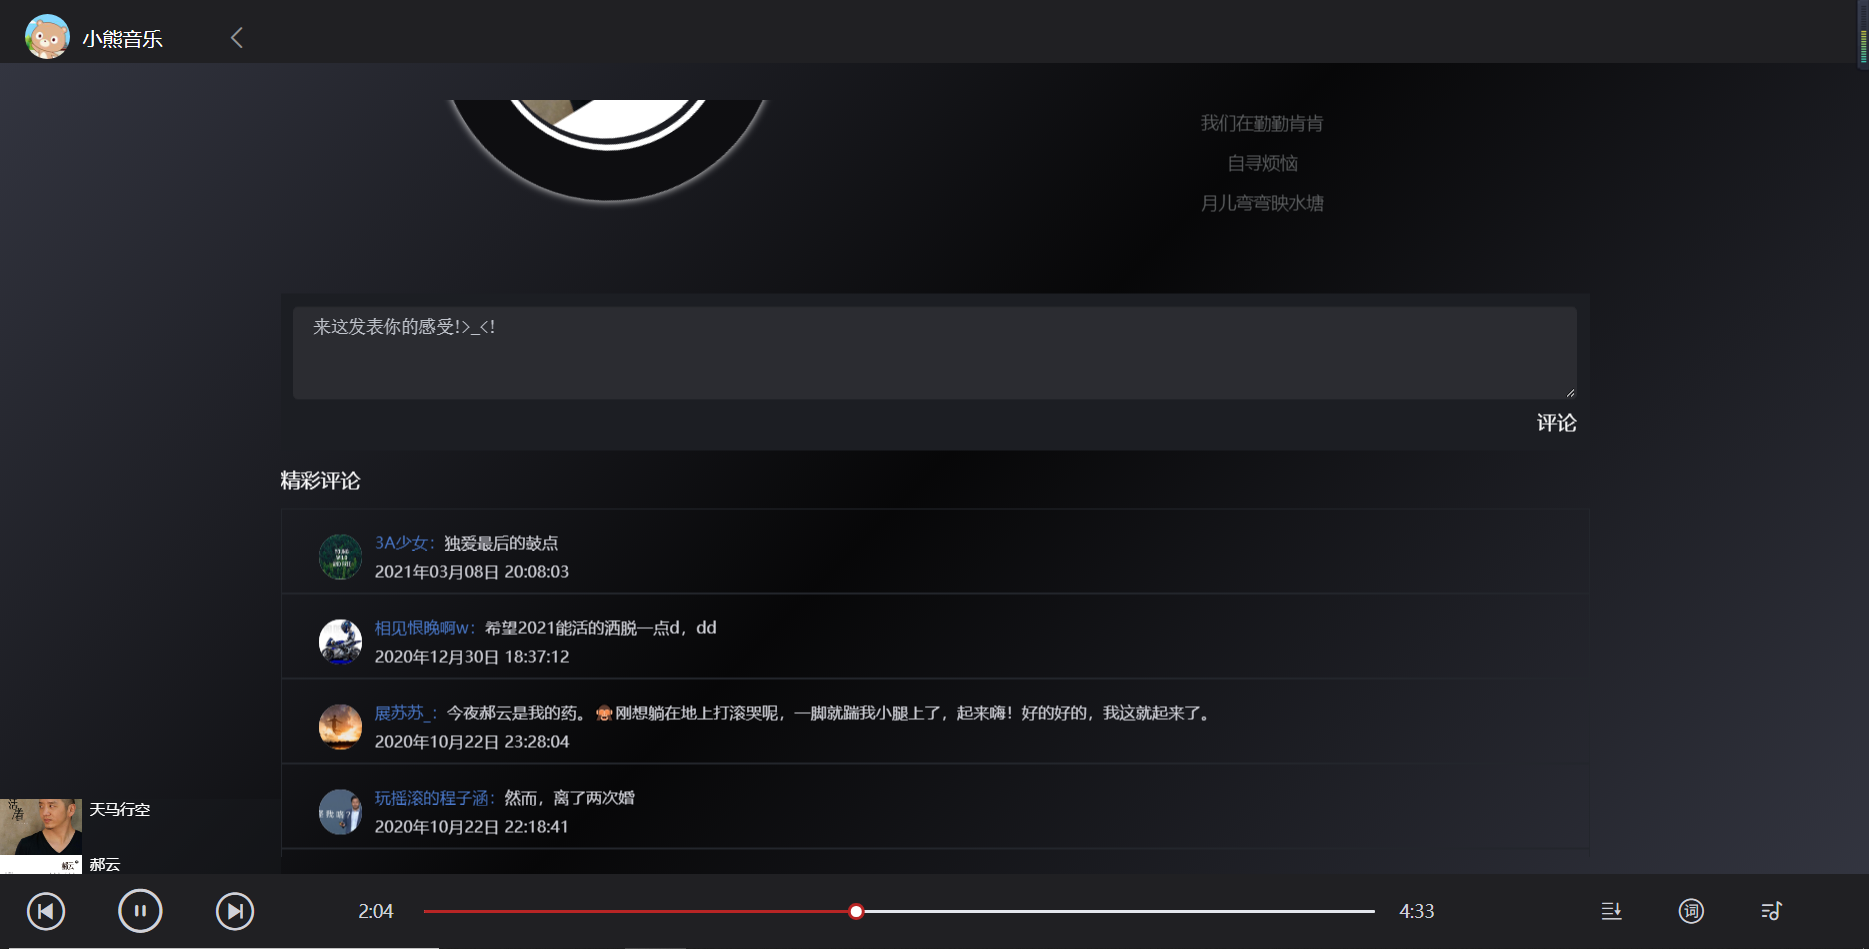 小熊音乐
我们在勤勤肯肯
自寻烦恼
月儿弯弯映水塘
来这发表你的感受!>_<!
评论
精彩评论
3A少女：独爱最后的鼓点
2021年03月08日 20:08:03
相见恨晚啊w：希望2021能活的洒脱一点d，dd
2020年12月30日 18:37:12
展苏苏_：今夜郝云是我的药。🙊刚想躺在地上打滚哭呢，一脚就踹我小腿上了，起来嗨！好的好的，我这就起来了。
2020年10月22日 23:28:04
玩摇滚的程子涵：然而，离了两次婚
2020年10月22日 22:18:41
活着
郝云
天马行空
郝云
2:04
4:33
词